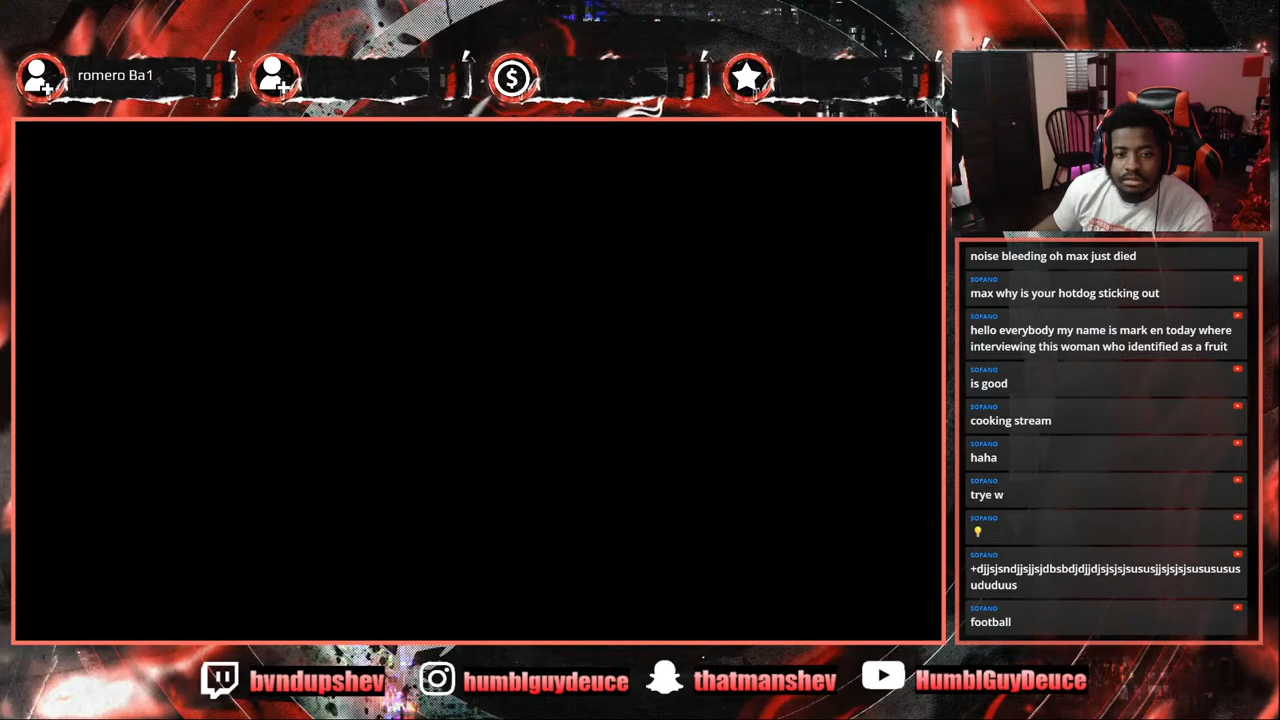 romero Ba1
noise bleeding oh max just died
SOFANO
max why is your hotdog sticking out
SOFANO
hello everybody my name is mark en today where
interviewing this woman who identified as a fruit
SOFANO
is good
SOFANO
cooking stream
SOFANO
haha
SOFANO
trye w
SOFANO
💡
SOFANO
+djjsjsndjjsjjsjdbsbdjdjjdjsjsjsjsususjjsjsjsjsusususus
ududuus
SOFANO
football
bvndupshev
humblguydeuce
thatmanshev
HumblGuyDeuce